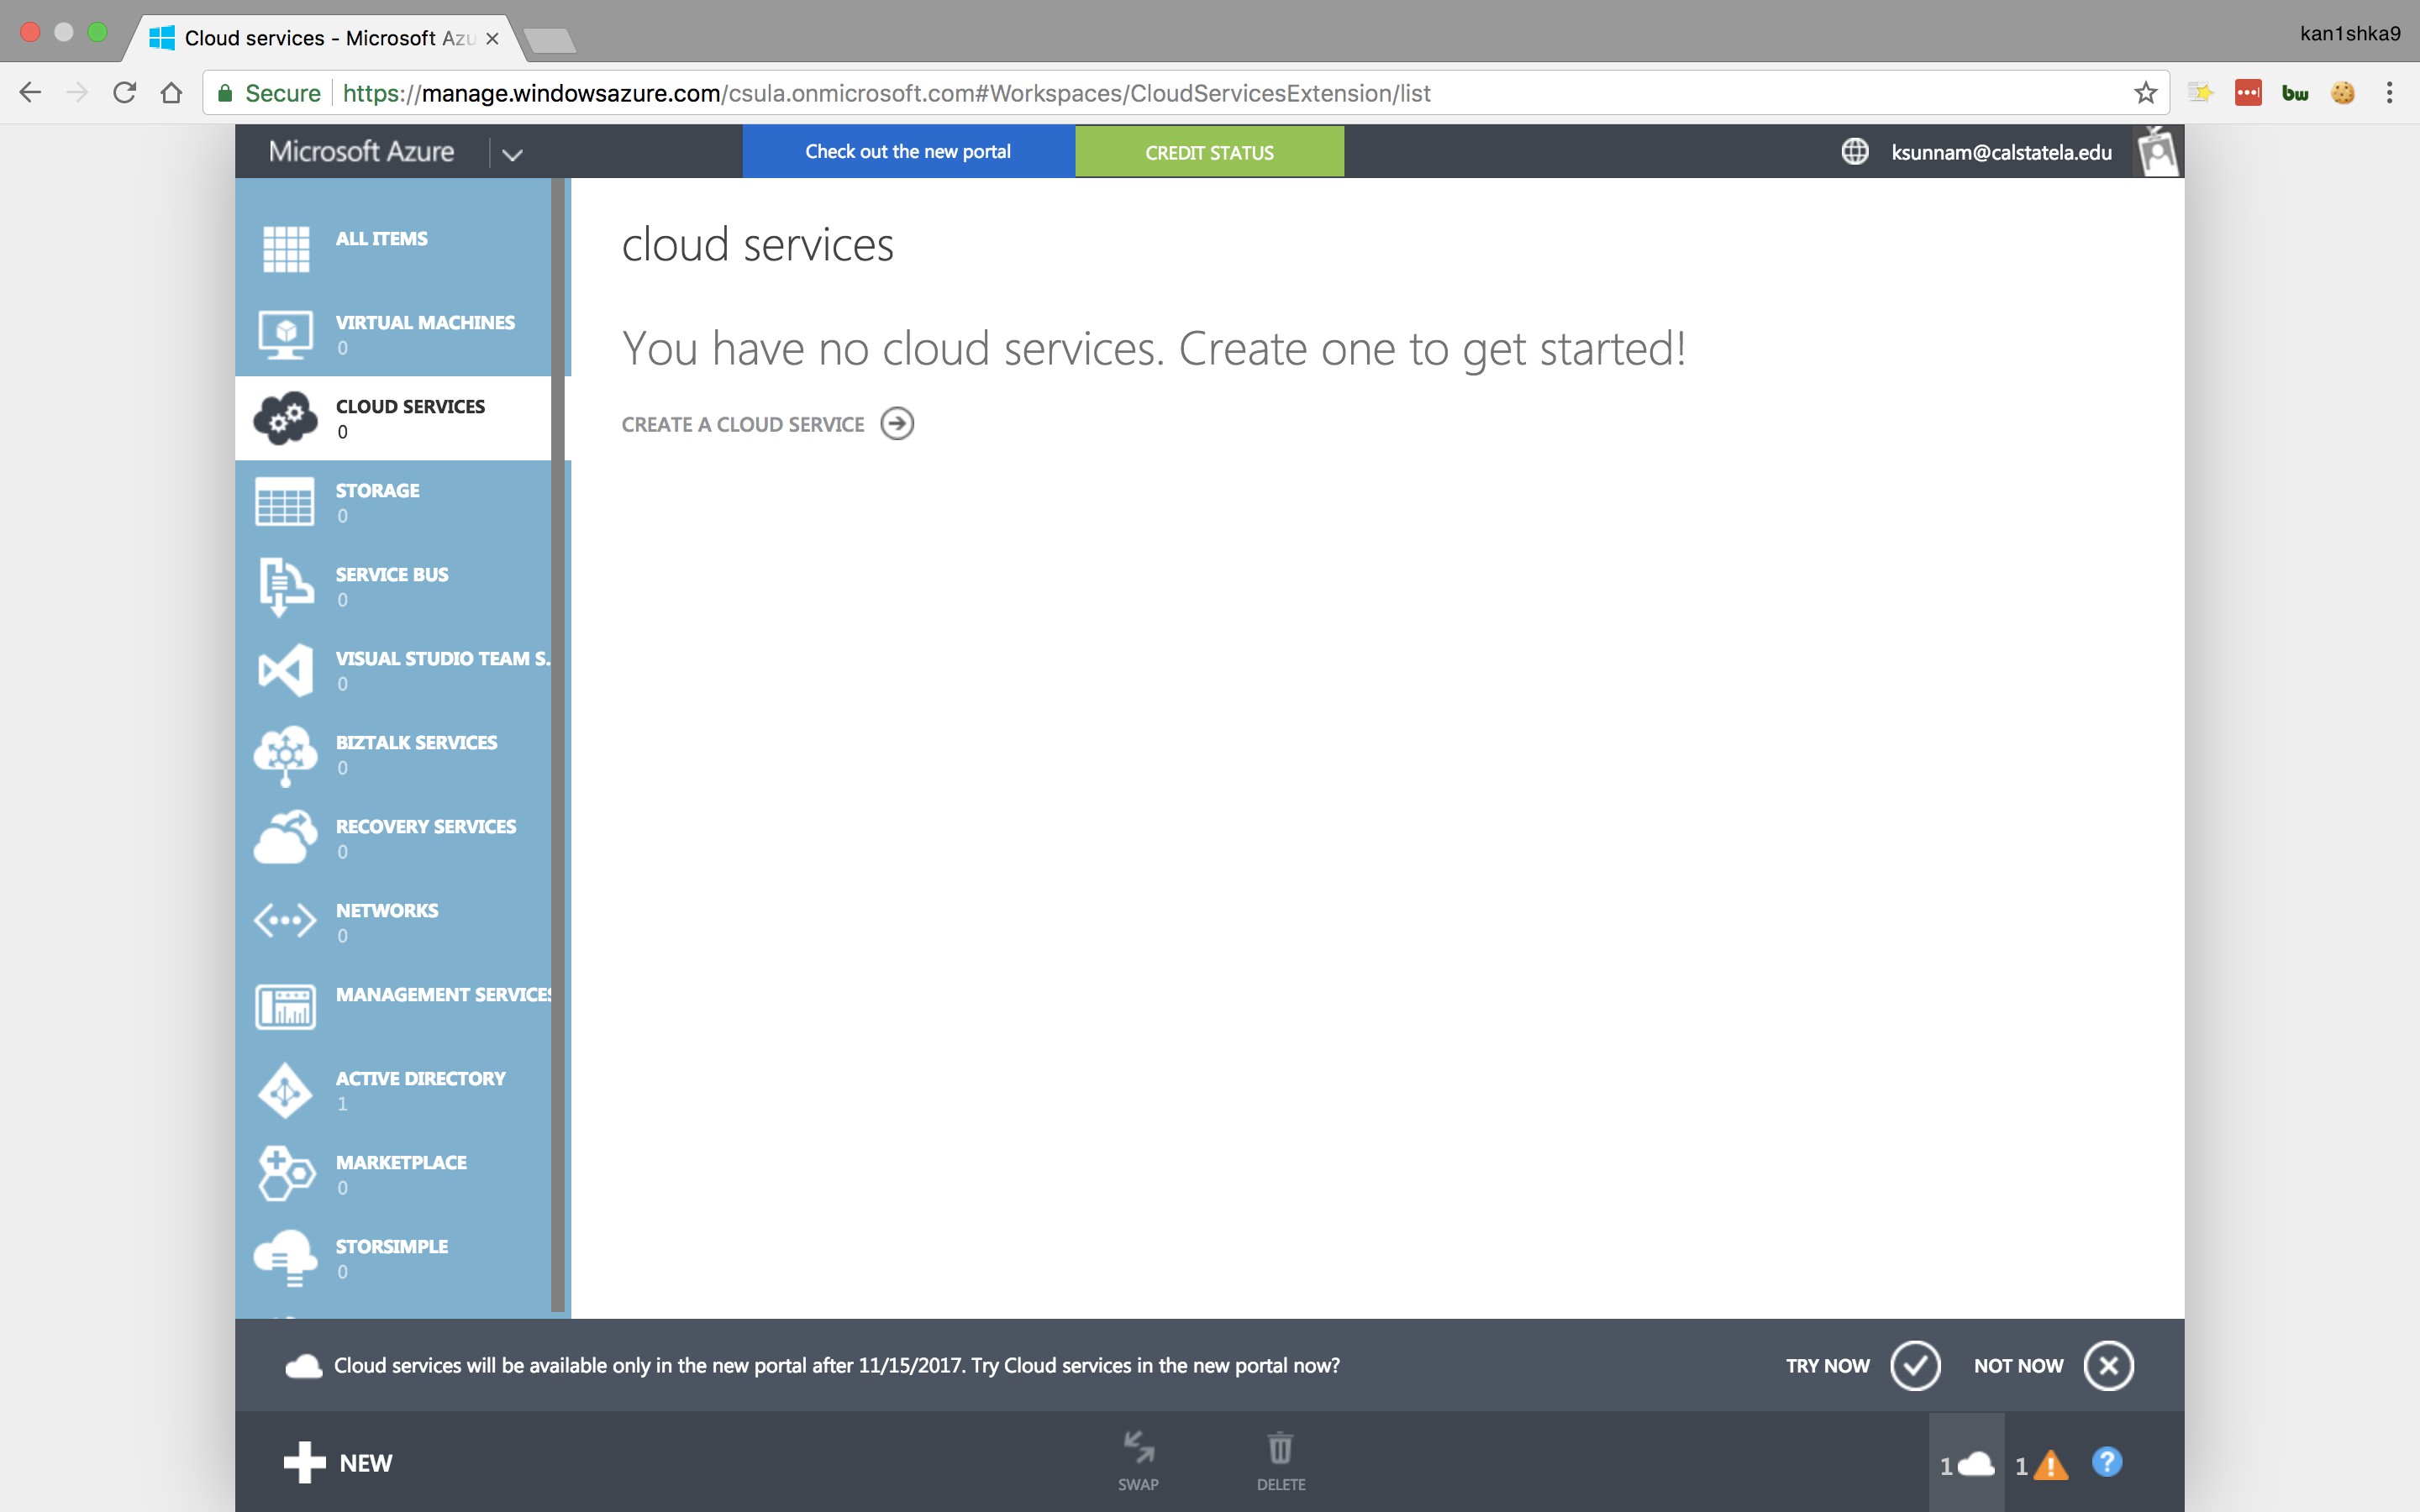 Cloud services - Microsoft Azu
kan1shka9
Secure https://manage.windowsazure.com/csula.onmicrosoft.com#Workspaces/CloudServicesExtension/list
bw
Microsoft Azure
Check out the new portal
CREDIT STATUS
ksunnam@calstatela.edu
ALL ITEMS
VIRTUAL MACHINES
0
CLOUD SERVICES
0
STORAGE
0
SERVICE BUS
0
VISUAL STUDIO TEAM S.
0
BIZTALK SERVICES
0
RECOVERY SERVICES
0
NETWORKS
0
MANAGEMENT SERVICES
ACTIVE DIRECTORY
1
MARKETPLACE
0
STORSIMPLE
0
cloud services
You have no cloud services. Create one to get started!
CREATE A CLOUD SERVICE
Cloud services will be available only in the new portal after 11/15/2017. Try Cloud services in the new portal now?
TRY NOW
NOT NOW
NEW
SWAP
DELETE
1
1
?